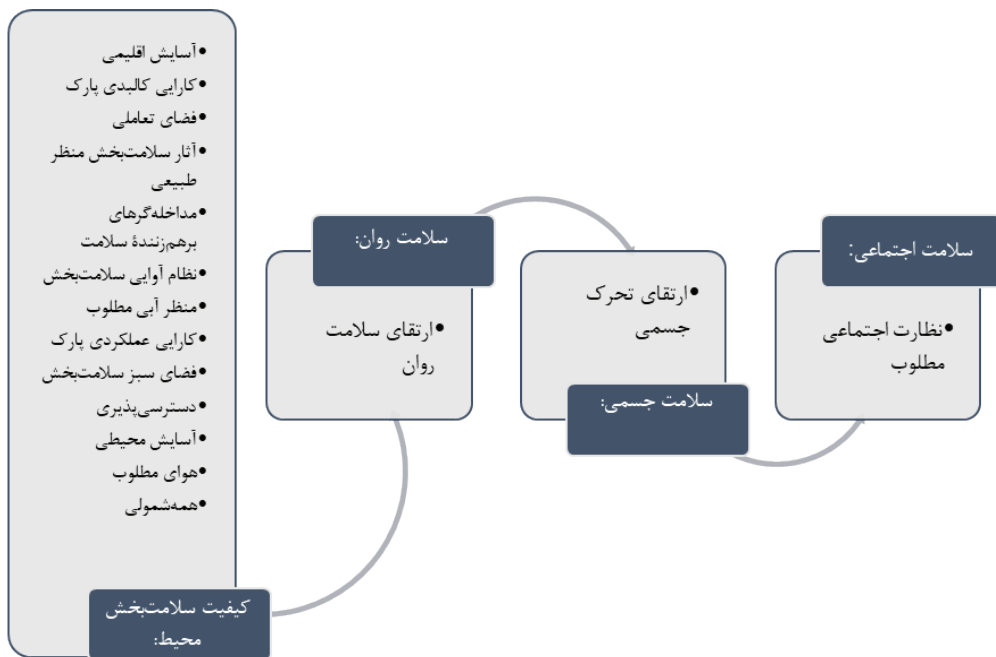 •آسایش اقلیمی
•کارایی کالبدی پارک
•فضای تعاملی
•آثار سلامت‌بخش منظر
طبیعی
•مداخله‌گرهای
برهم‌زنندهٔ سلامت
•نظام آوایی سلامت‌بخش
•منظر آبی مطلوب
•کارایی عملکردی پارک
•فضای سبز سلامت‌بخش
•دسترسی‌پذیری
•آسایش محیطی
•هوای مطلوب
•همه‌شمولی
کیفیت سلامت‌بخش
محیط:
سلامت روان:
•ارتقای سلامت
روان
•ارتقای تحرک
جسمی
سلامت جسمی:
سلامت اجتماعی:
•نظارت اجتماعی
مطلوب